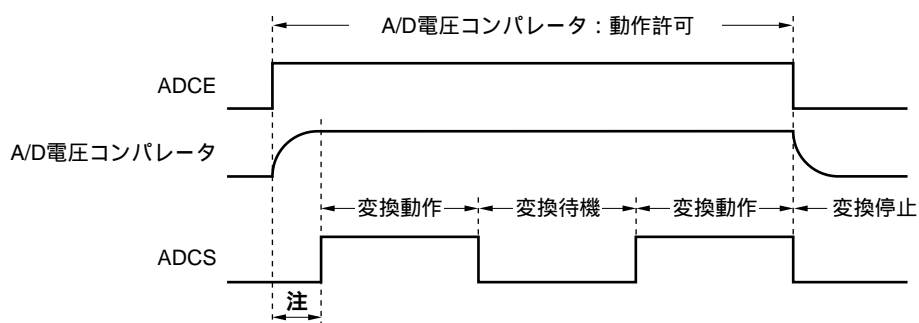 A/D電圧コンパレータ：動作許可
ADCE
A/D電圧コンパレータ
変換動作 変換待機 変換動作 変換停止
ADCS
注